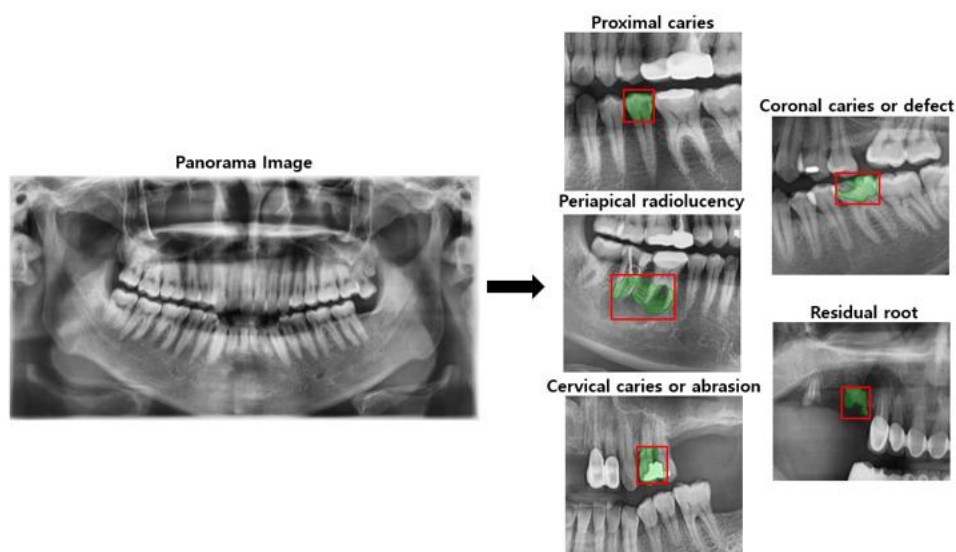 Proximal caries
Coronal caries or defect
Panorama Image
Periapical radiolucency
Residual root
Cervical caries or abrasion